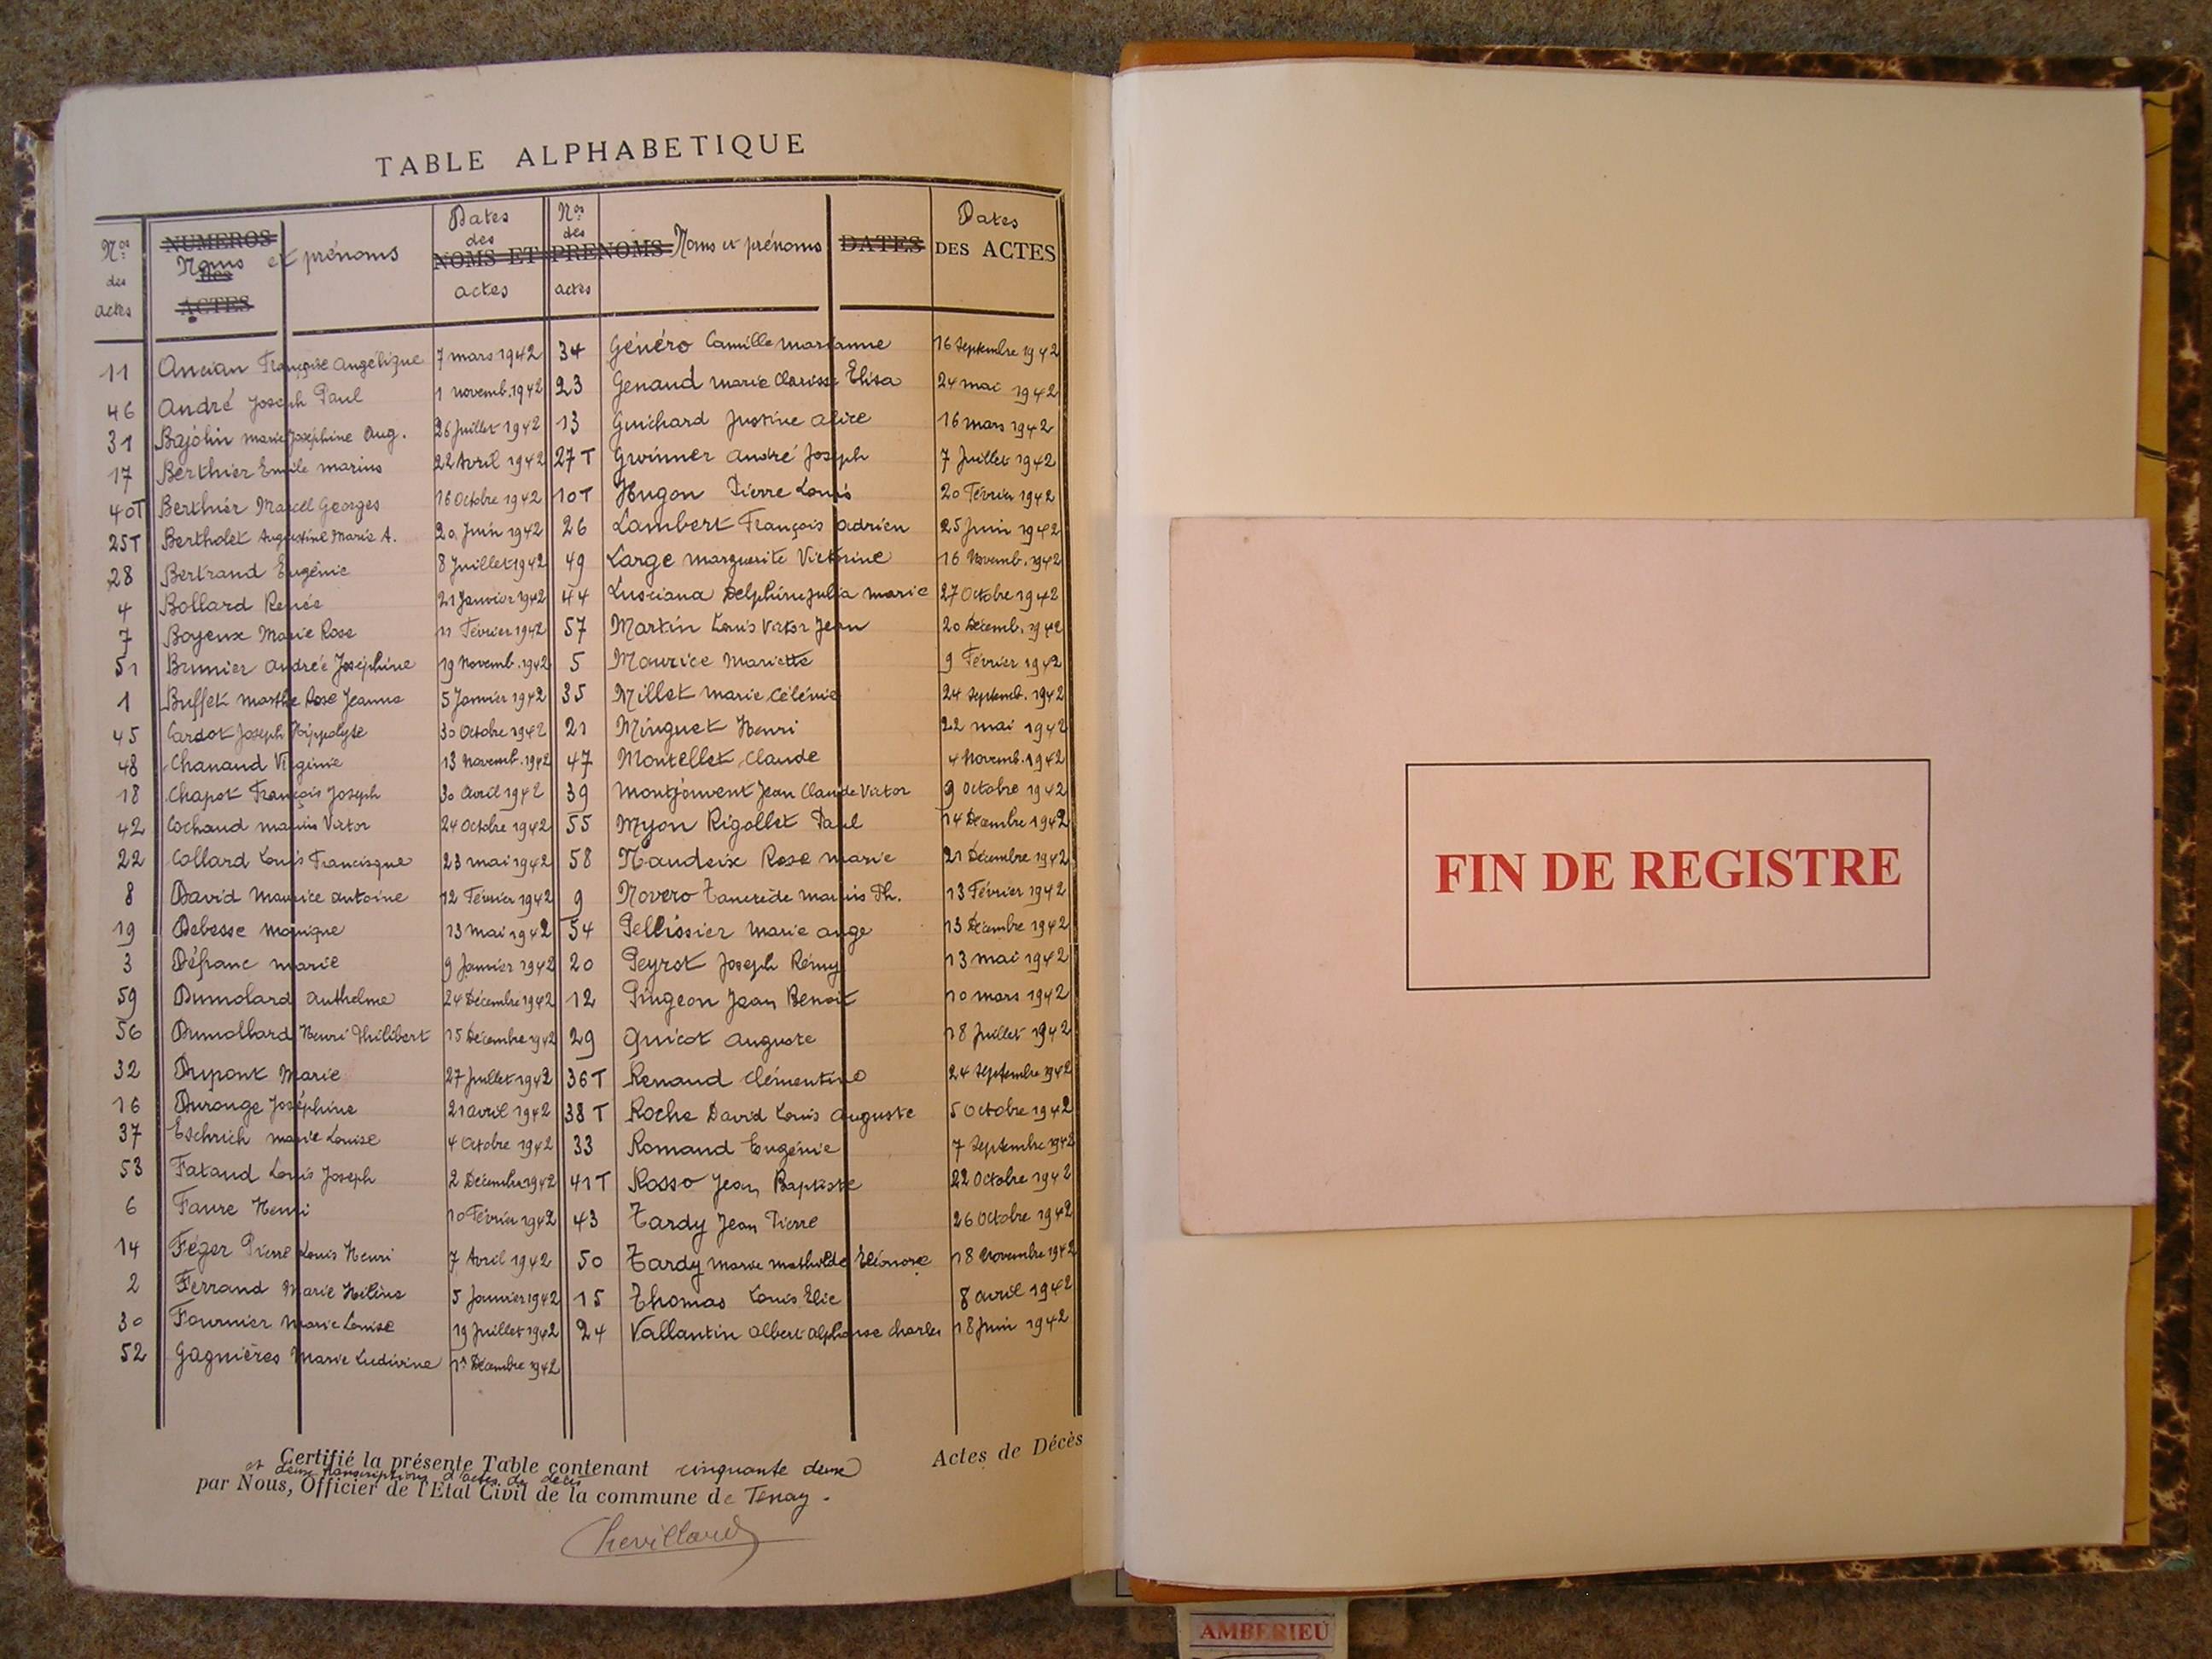 TABLE ALPHABETIQUE
Nos des actes
NUMEROS DES ACTES
Noms et prénoms
NOMS ET PRENOMS
Dates des actes
Nos des actes
Noms et prénoms
DATES
Dates DES ACTES
11 Ancian Françoise Angélique 7 mars 1942
46 André Joseph Paul 1 novemb. 1942
31 Bajolin marie Joséphine Aug. 26 Juillet 1942
17 Berthier Emile marius 22 Avril 1942
40T Berthier Marcel Georges 16 Octobre 1942
25T Bertholet Augustine Marie A. 20 Juin 1942
28 Bertrand Eugénie 8 Juillet 1942
4 Bollard Renée 21 Janvier 1942
7 Boyeux Marie Rose 11 Février 1942
51 Brunier andrée Joséphine 19 Novemb. 1942
1 Buffet marthe Rose Jeanne 5 Janvier 1942
45 Cardot Joseph Hippolyte 30 Octobre 1942
48 Chanaud Virginie 13 Novemb. 1942
18 Chapot François Joseph 30 avril 1942
42 Cochaud marius Victor 24 Octobre 1942
22 Collard Louis Francisque 23 mai 1942
8 David Maurice antoine 12 Février 1942
19 Debesse Monique 13 mai 1942
3 Défranc marie 9 Janvier 1942
59 Dumolard anthelme 24 Décembre 1942
56 Dumollard Henri Philibert 15 Décembre 1942
32 Dupont Marie 27 Juillet 1942
16 Durouge Joséphine 21 avril 1942
37 Eschrich marie Louise 4 Octobre 1942
53 Fataud Louis Joseph 2 Décembre 1942
6 Faure Henri 10 Février 1942
14 Féger Pierre Louis Henri 7 Avril 1942
2 Ferrand Marie Hélène 5 Janvier 1942
30 Fournier Marie Louise 19 Juillet 1942
52 Gagnières Marie Ludivine 1er Décembre 1942
34 Généro Camille marianne 16 Septembre 1942
23 Genaud marie Clarisse Elisa 24 mai 1942
13 Guichard Justine alice 16 mars 1942
27T Gwinner andré Joseph 7 Juillet 1942
10T Hugon Pierre Louis 20 Février 1942
26 Lambert François adrien 25 Juin 1942
49 Large marguerite Victorine 16 Novemb. 1942
44 Lusciana Delphine Julia marie 27 Octobre 1942
57 Martin Louis Victor Jean 20 Décemb. 1942
5 Maurice Mariette 9 Février 1942
35 Millet marie Célénie 24 Septemb. 1942
21 Minguet Henri 22 mai 1942
47 Montellet Claude 4 Novemb. 1942
39 Montjouvent Jean Claude Victor 9 Octobre 1942
55 Myon Rigollet Paul 14 Décembre 1942
58 Naudeix Rose marie 21 Décembre 1942
9 Novero Tancrède marius Th. 13 Février 1942
54 Pellissier marie ange 13 Décembre 1942
20 Peyrot Joseph Rémy 13 mai 1942
12 Pingeon Jean Benoit 10 mars 1942
29 Quicot auguste 18 Juillet 1942
36T Renaud Clémentine 24 Septembre 1942
38T Roche David Louis auguste 5 Octobre 1942
33 Romand Eugénie 7 Septembre 1942
41T Rosso Jean Baptiste 22 Octobre 1942
43 Tardy Jean Pierre 26 Octobre 1942
50 Tardy marie mathilde Eléonore 18 Novembre 1942
15 Thomas Louis Elie 8 avril 1942
24 Vallantin albert alphonse charles 18 Juin 1942
Certifié la présente Table contenant cinquante deux Actes de Décès
et deux transcriptions d'actes de décès
par Nous, Officier de l'Etat Civil de la commune de Tenay.
Chevillard
FIN DE REGISTRE
AMBERIEU